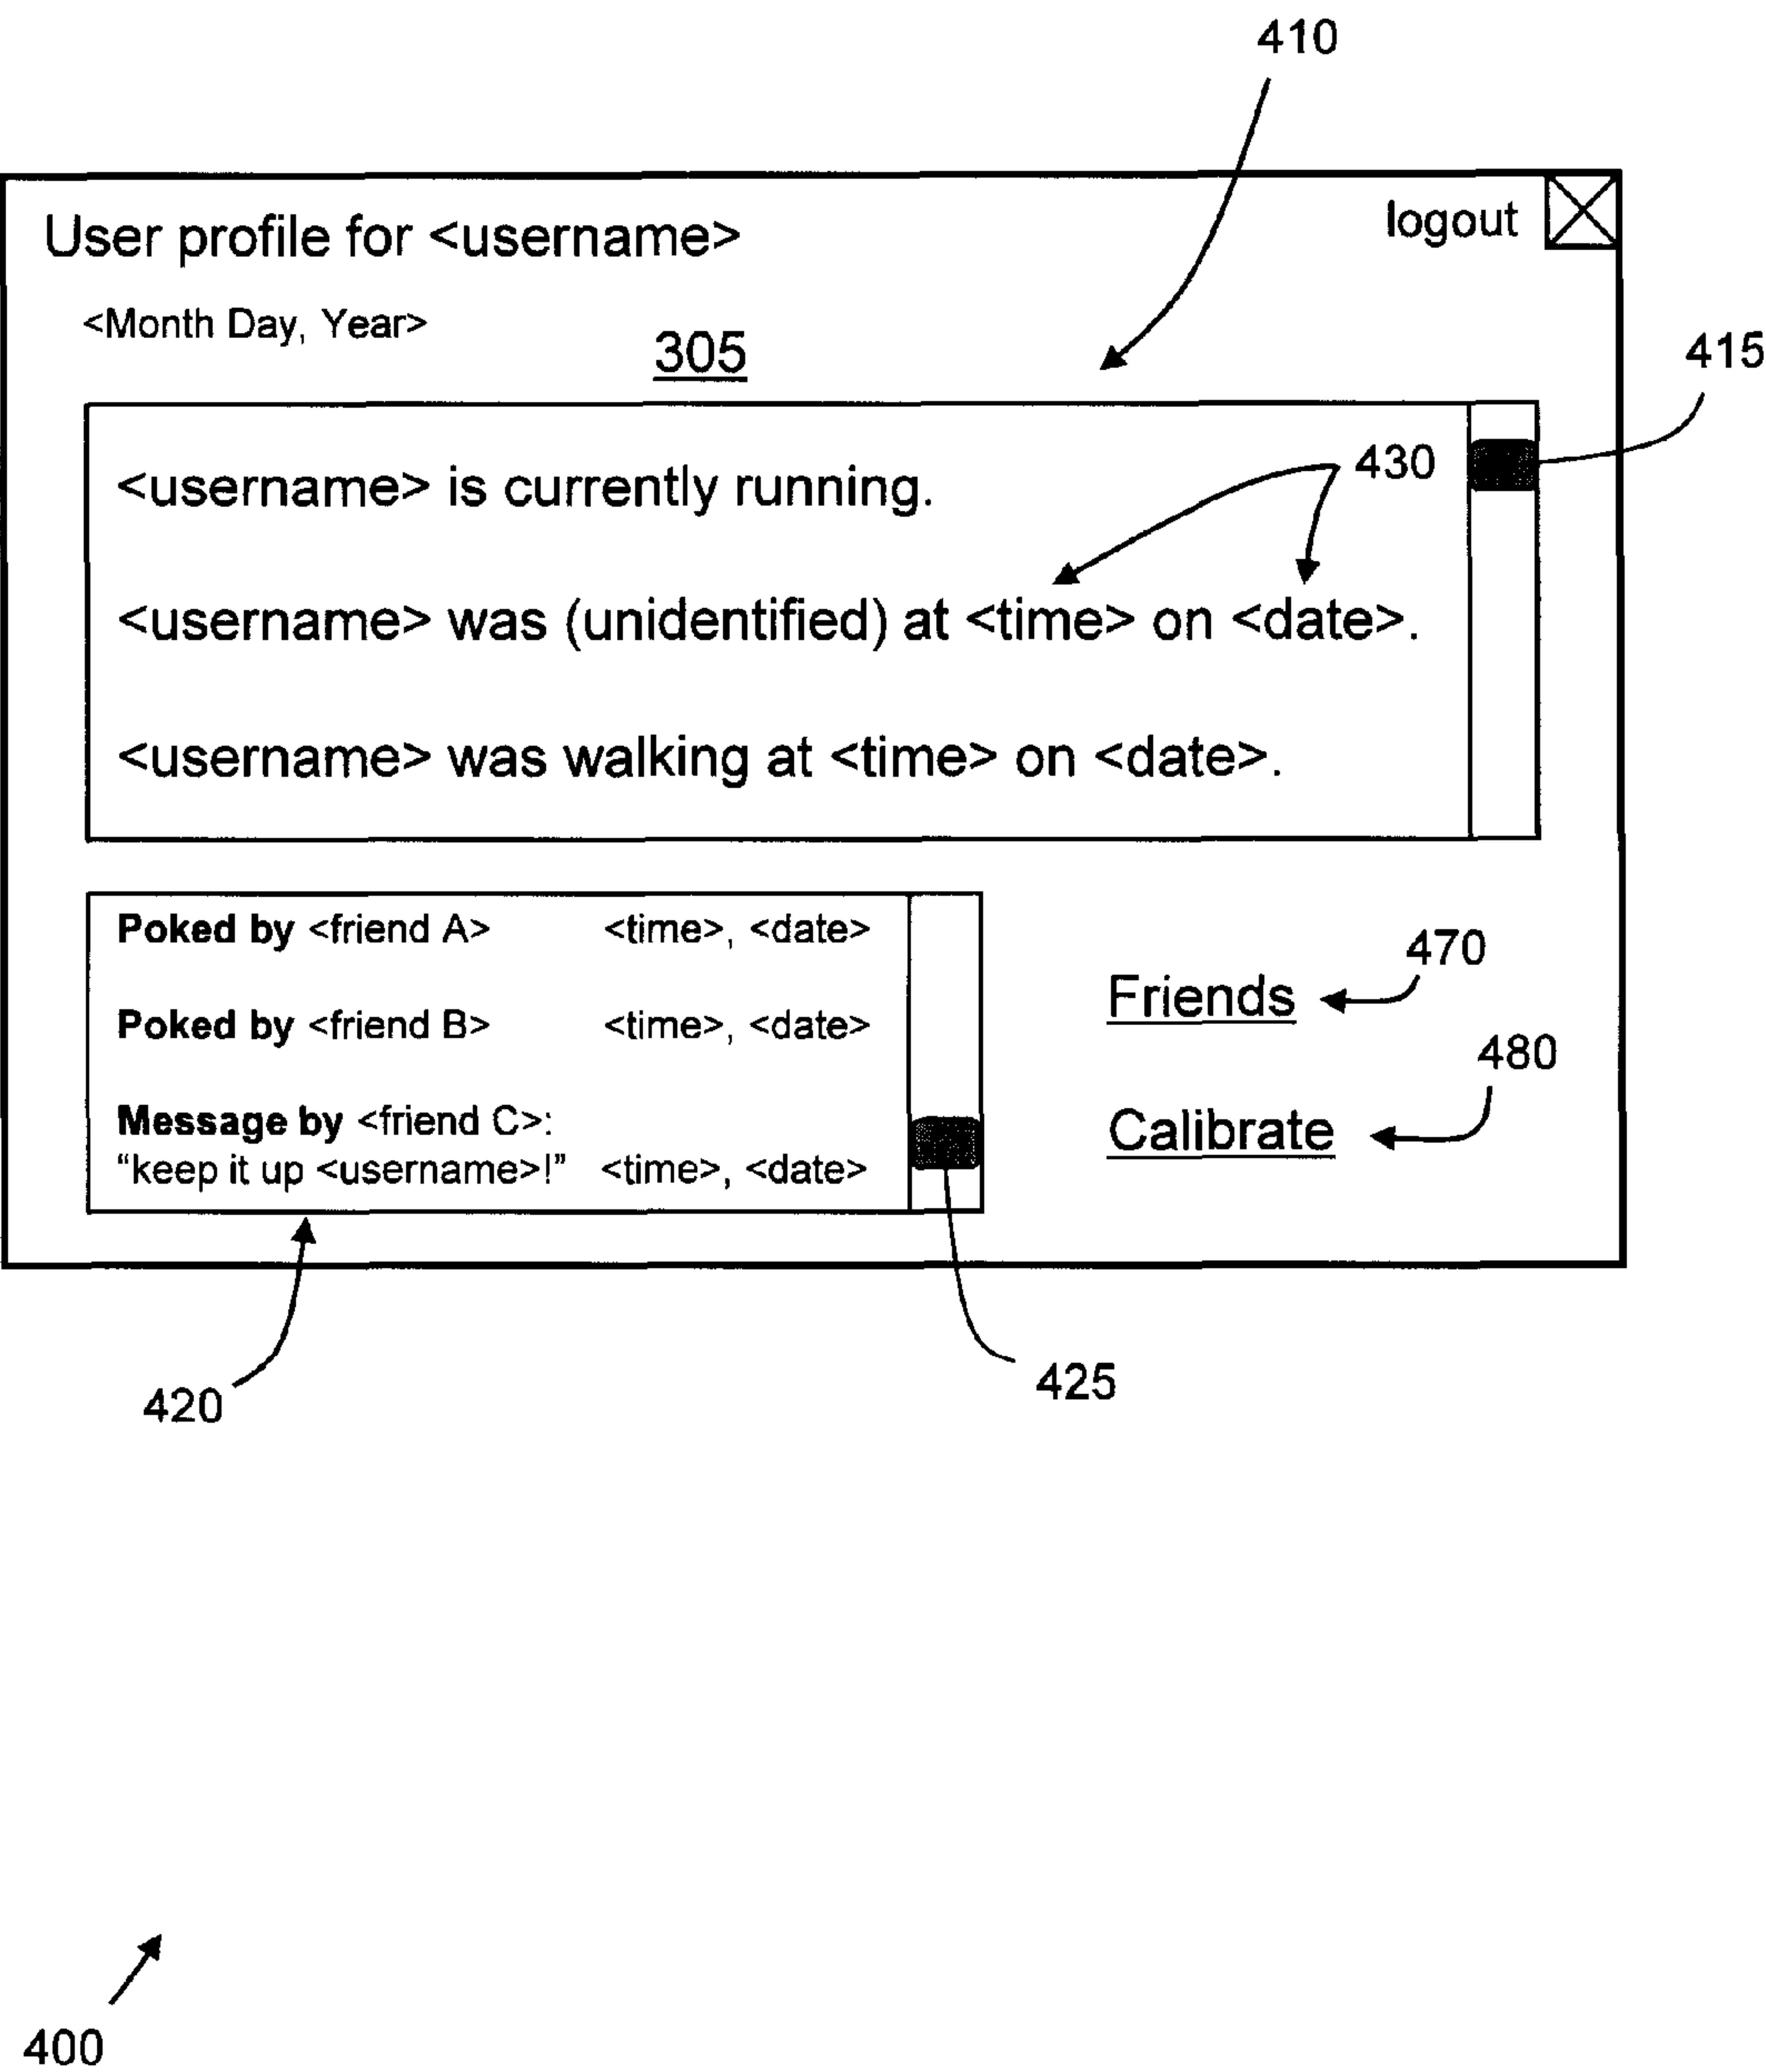 410
User profile for <username>
logout
<Month Day, Year>
305
415
<username> is currently running.
430
<username> was (unidentified) at <time> on <date>.
<username> was walking at <time> on <date>.
Poked by <friend A> <time>, <date>
Poked by <friend B> <time>, <date>
Message by <friend C>:
“keep it up <username>!” <time>, <date>
470
Friends
480
Calibrate
420
425
400